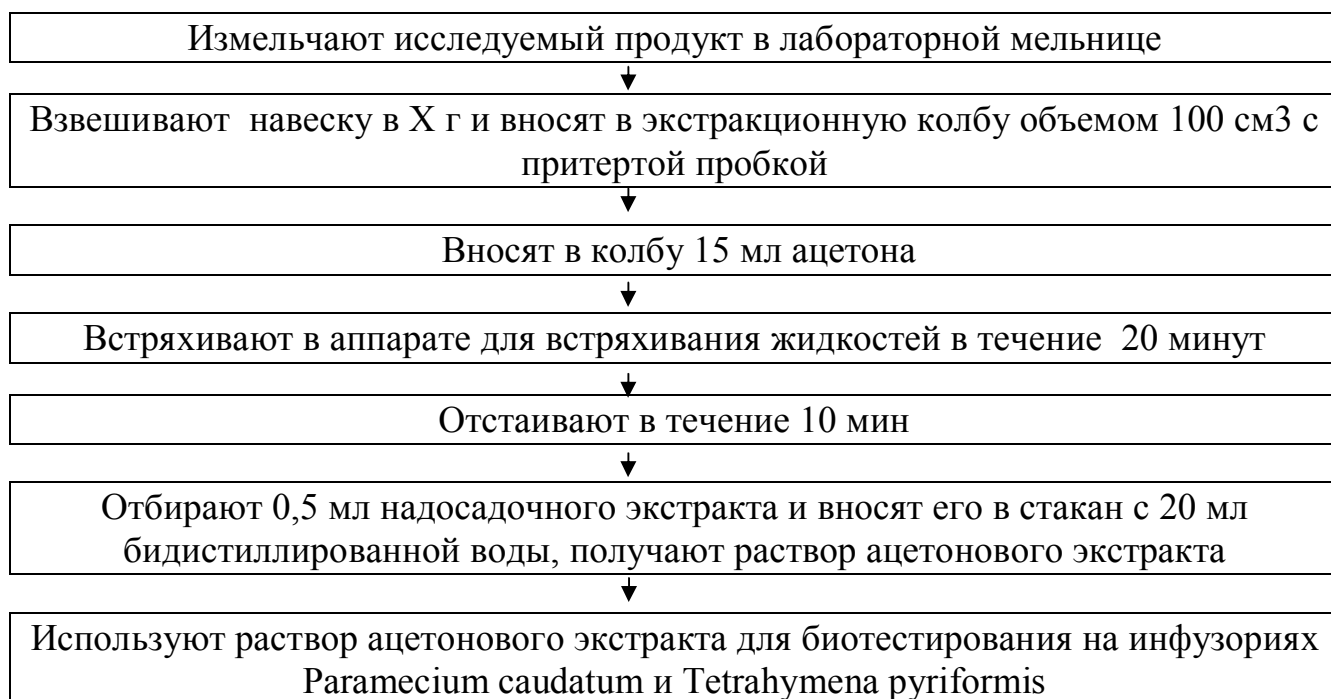 Измельчают исследуемый продукт в лабораторной мельнице
Взвешивают навеску в X г и вносят в экстракционную колбу объемом 100 см3 с
притертой пробкой
Вносят в колбу 15 мл ацетона
Встряхивают в аппарате для встряхивания жидкостей в течение 20 минут
Отстаивают в течение 10 мин
Отбирают 0,5 мл надосадочного экстракта и вносят его в стакан с 20 мл
бидистиллированной воды, получают раствор ацетонового экстракта
Используют раствор ацетонового экстракта для биотестирования на инфузориях
Paramecium caudatum и Tetrahymena pyriformis